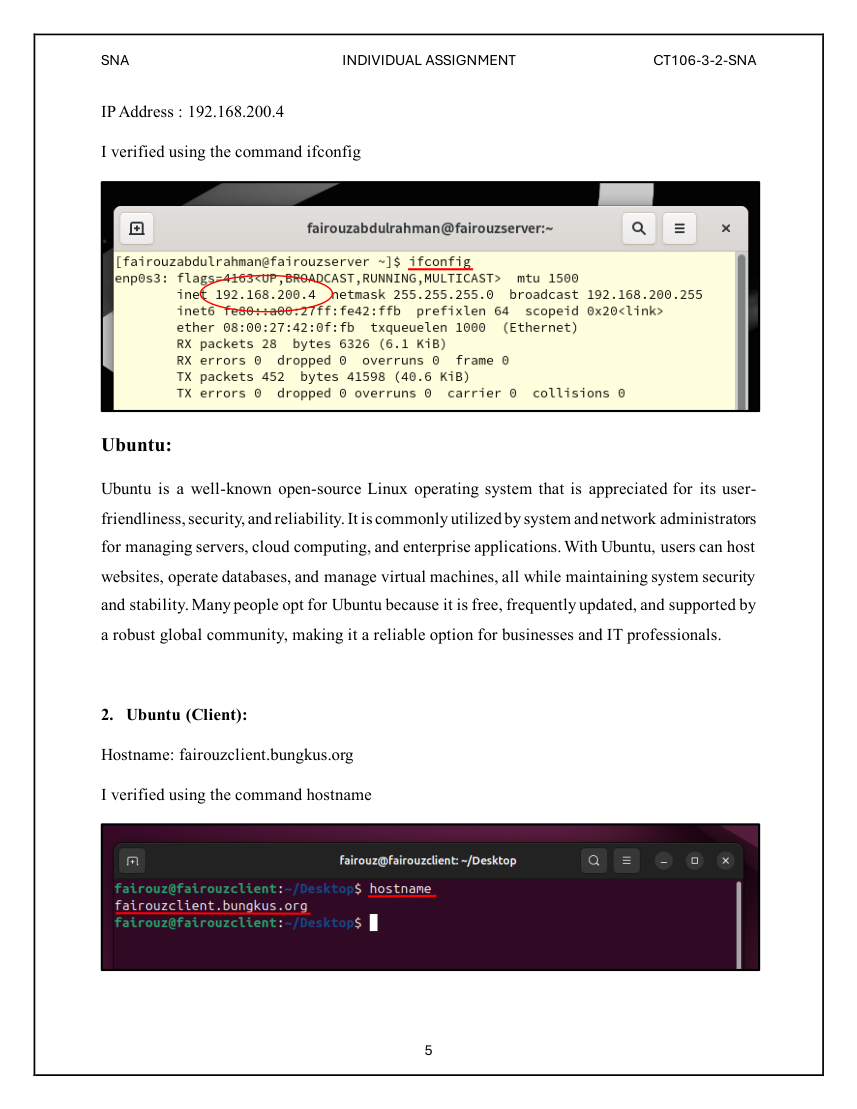 SNA INDIVIDUAL ASSIGNMENT CT106-3-2-SNA
IP Address : 192.168.200.4
I verified using the command ifconfig
fairouzabdulrahman@fairouzserver:~
[fairouzabdulrahman@fairouzserver ~]$ ifconfig
enp0s3: flags=4163<UP,BROADCAST,RUNNING,MULTICAST>  mtu 1500
inet 192.168.200.4  netmask 255.255.255.0  broadcast 192.168.200.255
inet6 fe80::a00:27ff:fe42:ffb  prefixlen 64  scopeid 0x20<link>
ether 08:00:27:42:0f:fb  txqueuelen 1000  (Ethernet)
RX packets 28  bytes 6326 (6.1 KiB)
RX errors 0  dropped 0  overruns 0  frame 0
TX packets 452  bytes 41598 (40.6 KiB)
TX errors 0  dropped 0 overruns 0  carrier 0  collisions 0
Ubuntu:
Ubuntu is a well-known open-source Linux operating system that is appreciated for its user-
friendliness, security, and reliability. It is commonly utilized by system and network administrators
for managing servers, cloud computing, and enterprise applications. With Ubuntu, users can host
websites, operate databases, and manage virtual machines, all while maintaining system security
and stability. Many people opt for Ubuntu because it is free, frequently updated, and supported by
a robust global community, making it a reliable option for businesses and IT professionals.
2. Ubuntu (Client):
Hostname: fairouzclient.bungkus.org
I verified using the command hostname
fairouz@fairouzclient: ~/Desktop
fairouz@fairouzclient:~/Desktop$ hostname
fairouzclient.bungkus.org
fairouz@fairouzclient:~/Desktop$
5